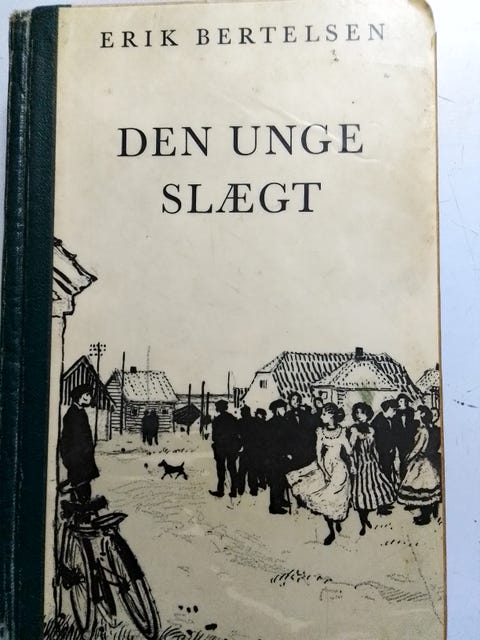 ERIK BERTELSEN
DEN UNGE
SLÆGT